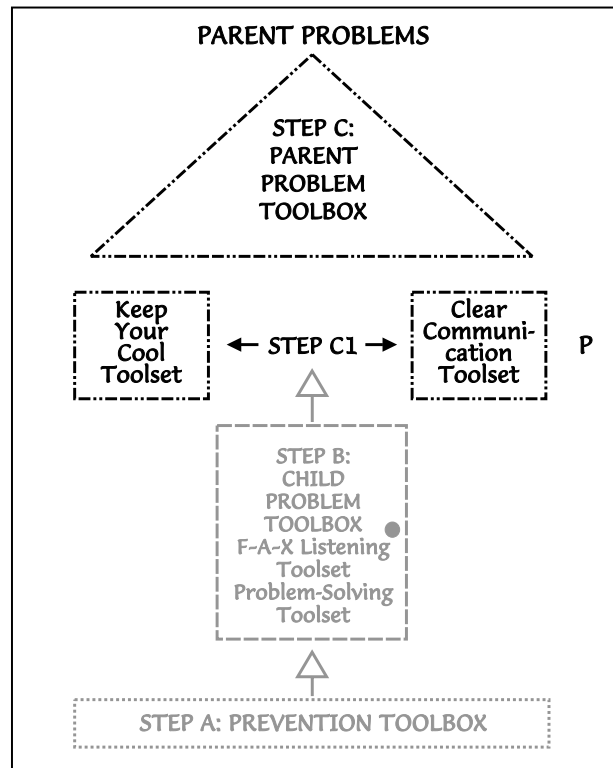 PARENT PROBLEMS
STEP C:
PARENT
PROBLEM
TOOLBOX
Keep
Your
Cool
Toolset
STEP C1
Clear
Communi-
cation
Toolset
P
STEP B:
CHILD
PROBLEM
TOOLBOX
F-A-X Listening
Toolset
Problem-Solving
Toolset
STEP A: PREVENTION TOOLBOX